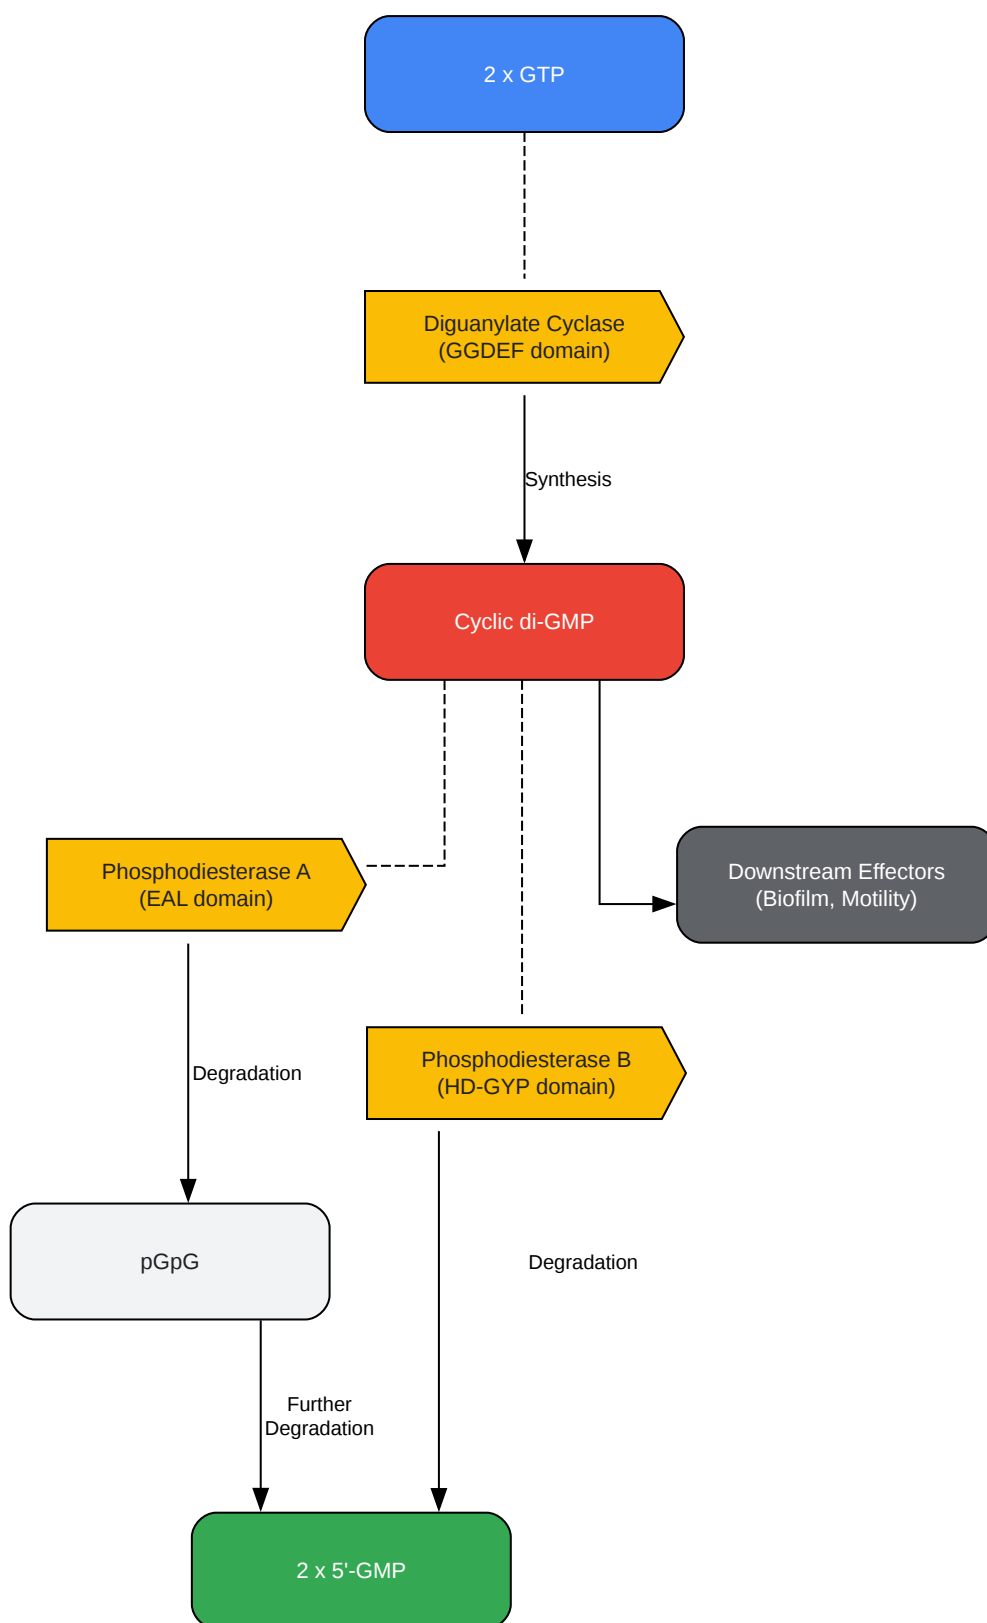 2 x GTP
Diguanylate Cyclase
(GGDEF domain)
Synthesis
Cyclic di-GMP
Phosphodiesterase A
(EAL domain)
Downstream Effectors
(Biofilm, Motility)
Phosphodiesterase B
(HD-GYP domain)
Degradation
pGpG
Degradation
Further
Degradation
2 x 5'-GMP